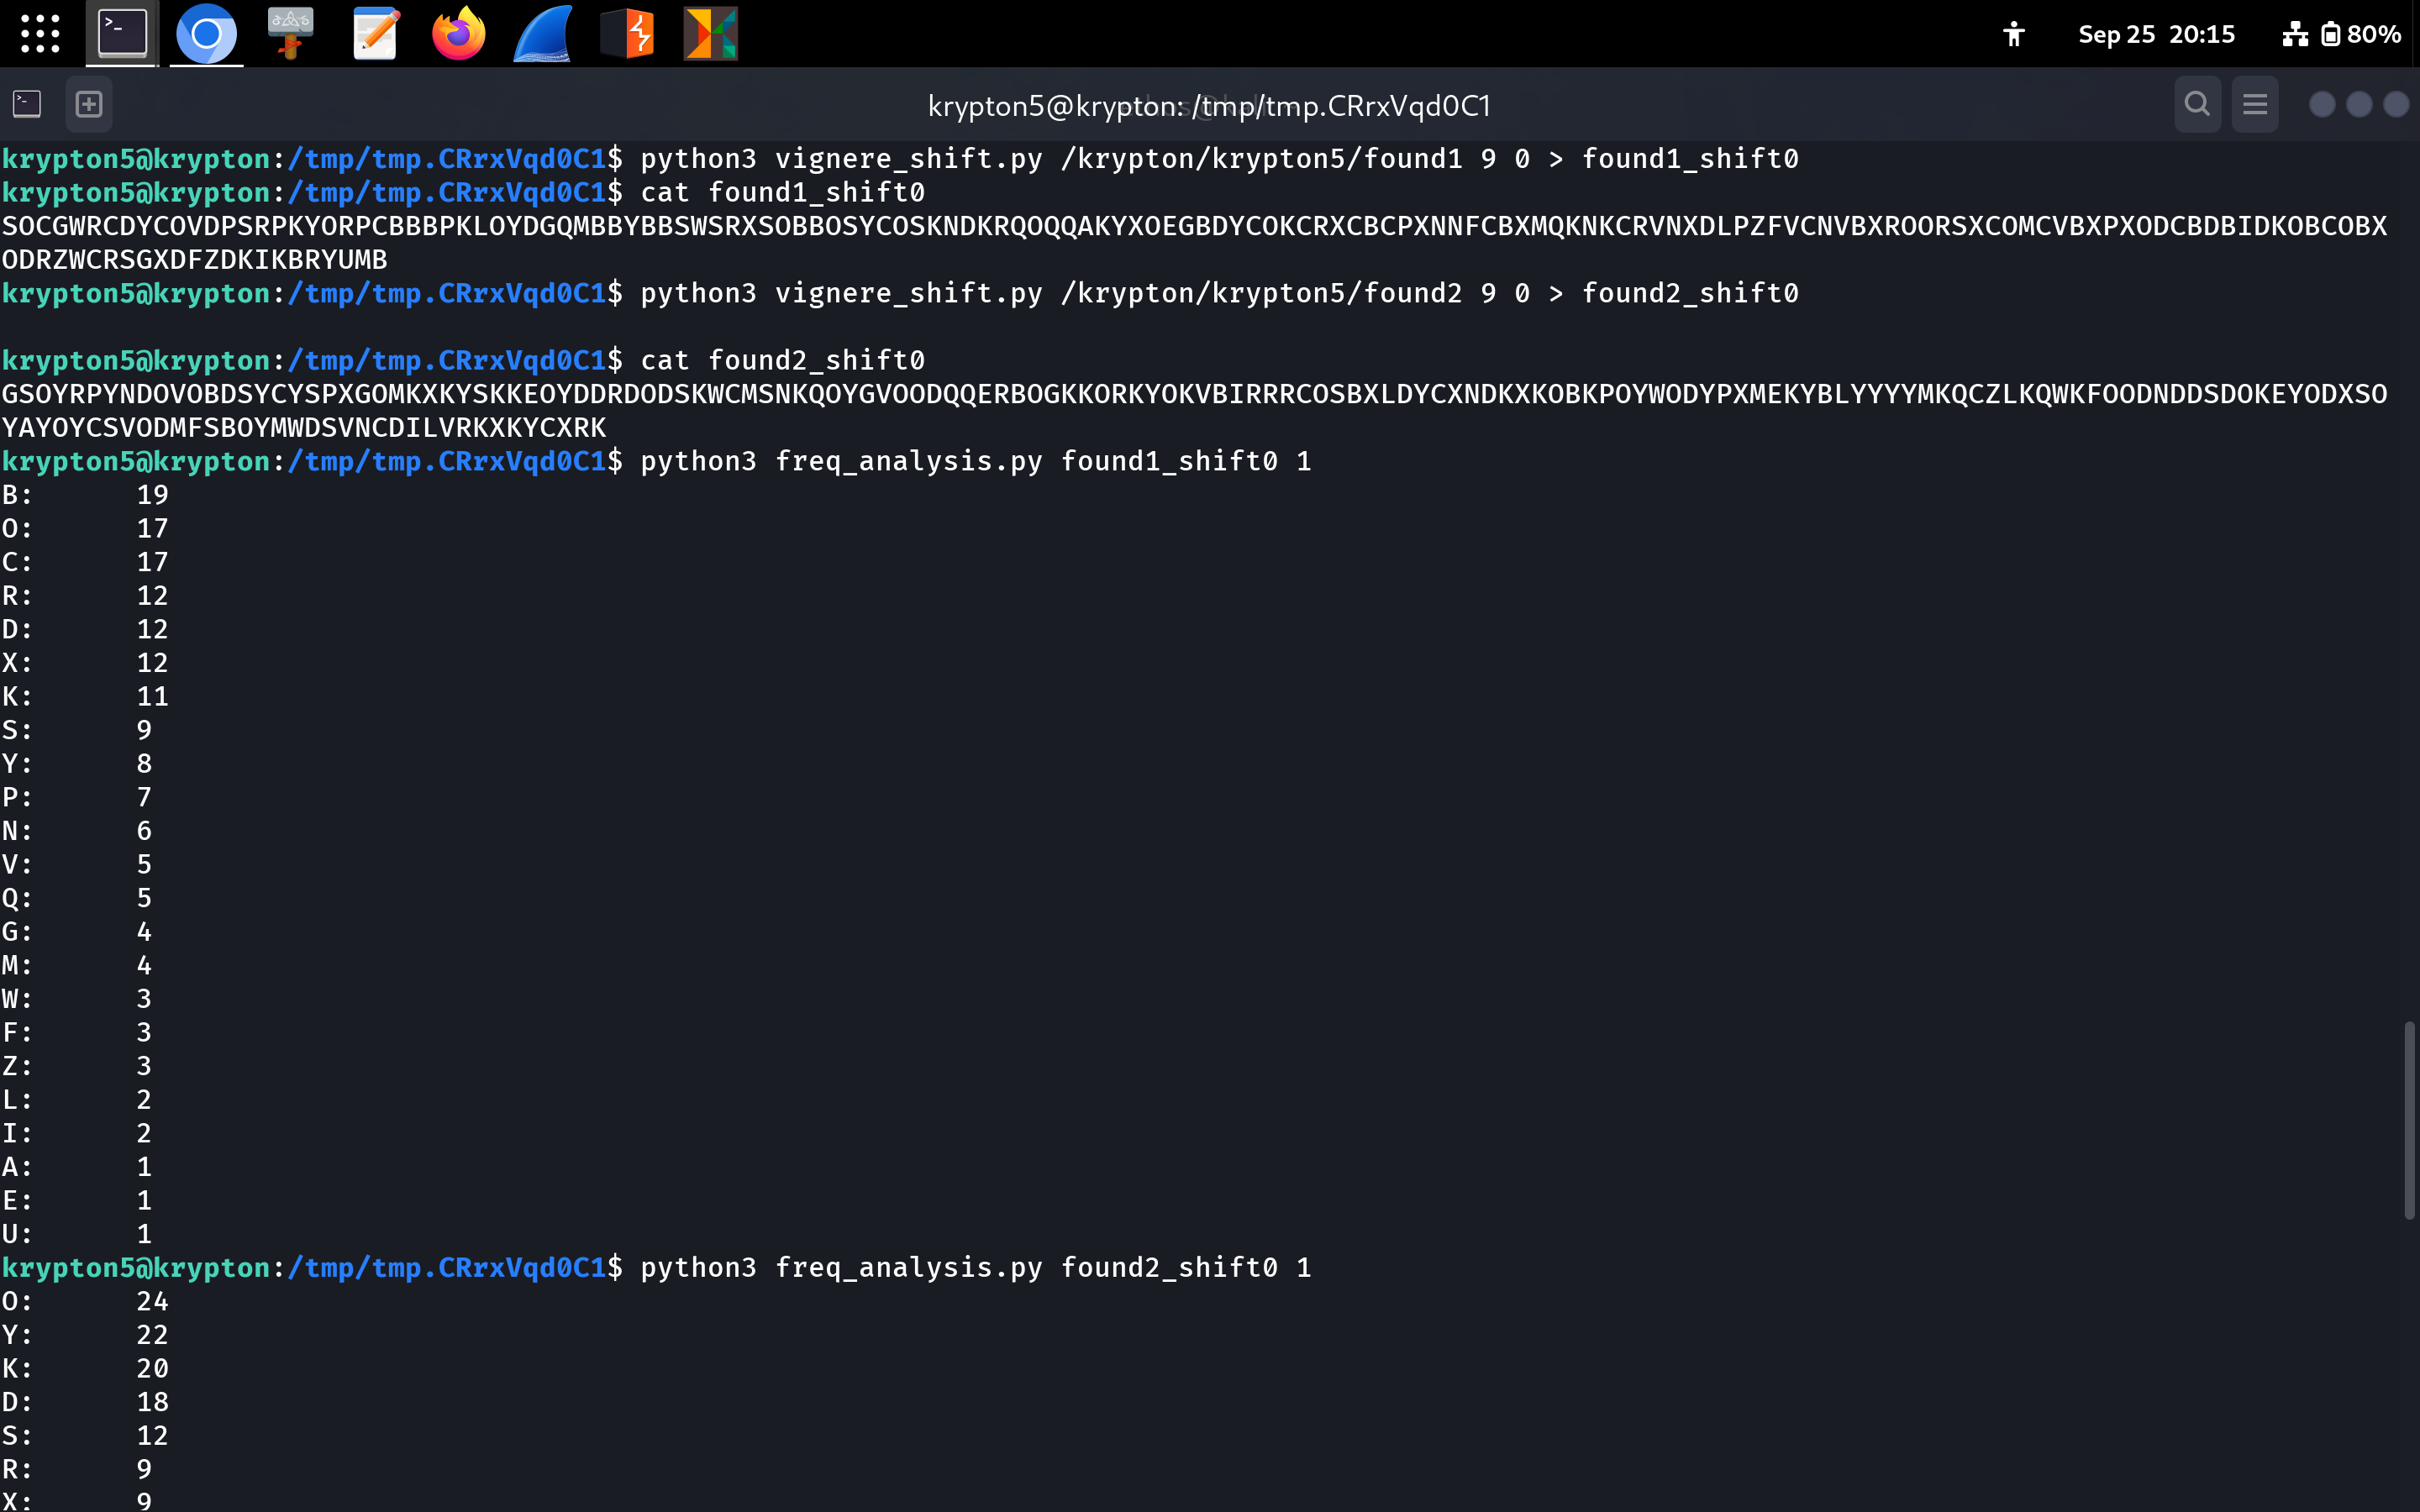 Sep 25 20:15
80%
krypton5@krypton: /tmp/tmp.CRrxVqd0C1
krypton5@krypton:/tmp/tmp.CRrxVqd0C1$ python3 vignere_shift.py /krypton/krypton5/found1 9 0 > found1_shift0
krypton5@krypton:/tmp/tmp.CRrxVqd0C1$ cat found1_shift0
SOCGWRCDYCOVDPSRPKYORPCBBBPKLOYDGQMBBYBBSWSRXSOBBOSYCOSKNDKRQOQQAKYXOEGBDYCOKCRXCBCPXNNFCBXMQKNKCRVNXDLPZFVCNVBXROORSXCOMCVBXPXODCBDBIDKOBCOBX
ODRZWCRSGXDFZDKIKBRYUMB
krypton5@krypton:/tmp/tmp.CRrxVqd0C1$ python3 vignere_shift.py /krypton/krypton5/found2 9 0 > found2_shift0
krypton5@krypton:/tmp/tmp.CRrxVqd0C1$ cat found2_shift0
GSOYRPYNDOVOBDSYCYSPXGOMKXKYSKKEOYDDRDODSKWCMSNKQOYGVOODQQERBOGKKORKYOKVBIRRRCOSBXLDYCXNDKXKOBKPOYWODYPXMEKYBLYYYYMKQCZLKQWKFOODNDDSDOKEYODXSO
YAYOYCSVODMFSBOYMWDSVNCDILVRKXKYCXRK
krypton5@krypton:/tmp/tmp.CRrxVqd0C1$ python3 freq_analysis.py found1_shift0 1
B: 19
O: 17
C: 17
R: 12
D: 12
X: 12
K: 11
S: 9
Y: 8
P: 7
N: 6
V: 5
Q: 5
G: 4
M: 4
W: 3
F: 3
Z: 3
L: 2
I: 2
A: 1
E: 1
U: 1
krypton5@krypton:/tmp/tmp.CRrxVqd0C1$ python3 freq_analysis.py found2_shift0 1
O: 24
Y: 22
K: 20
D: 18
S: 12
R: 9
X: 9